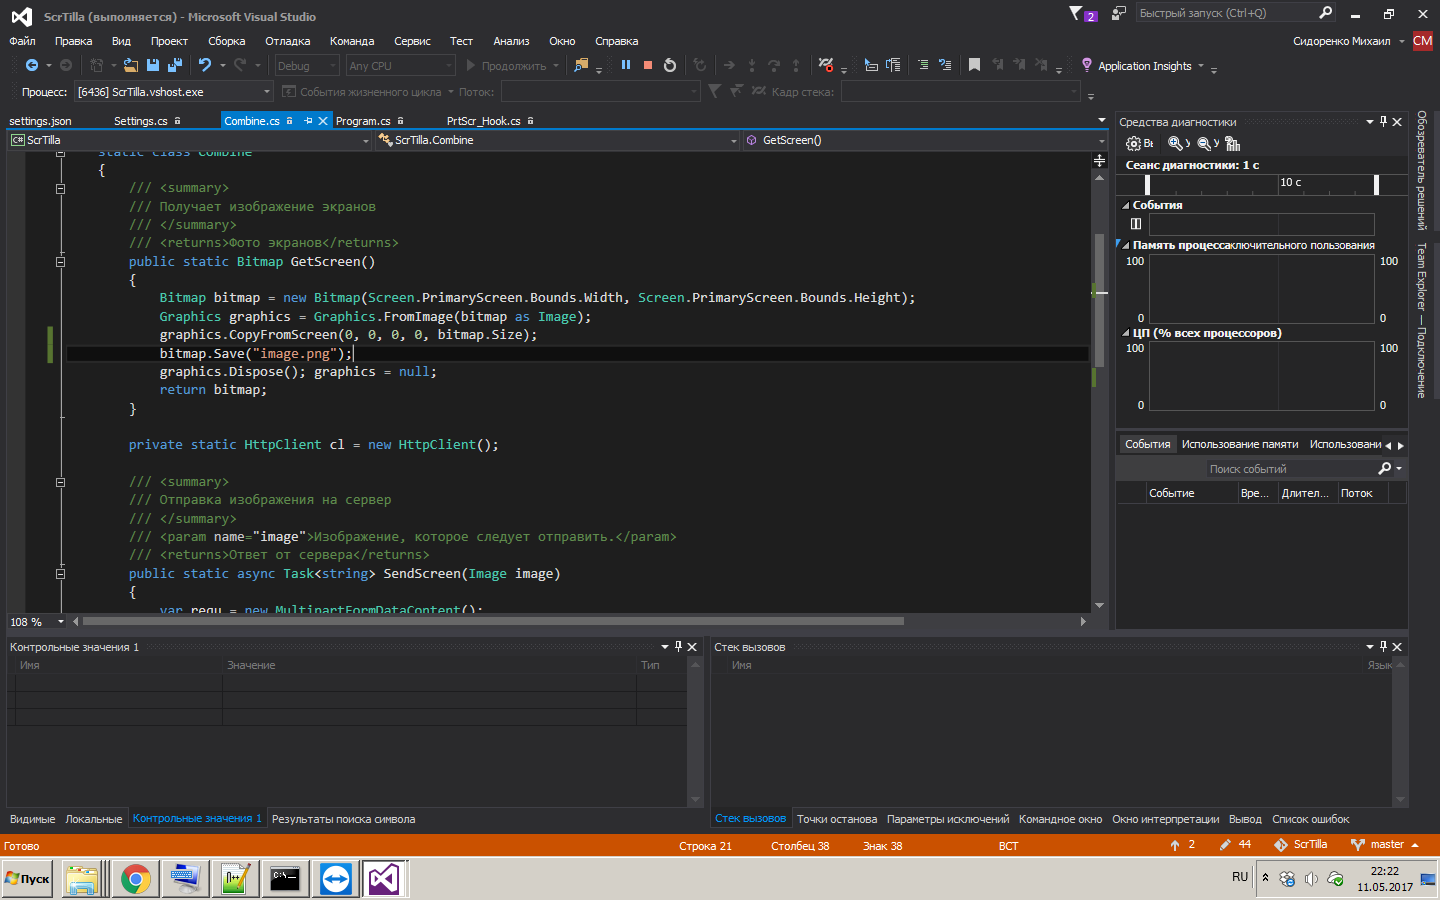 ScrTilla (выполняется) - Microsoft Visual Studio
2
Быстрый запуск (Ctrl+Q)
Файл Правка Вид Проект Сборка Отладка Команда Сервис Тест Анализ Окно Справка
Сидоренко Михаил СМ
Debug Any CPU Продолжить Application Insights
Процесс: [6436] ScrTilla.vshost.exe События жизненного цикла Поток: Кадр стека:
settings.json Settings.cs Combine.cs Program.cs PrtScr_Hook.cs
ScrTilla ScrTilla.Combine GetScreen()
static class Combine
{
/// <summary>
/// Получает изображение экранов
/// </summary>
/// <returns>Фото экранов</returns>
public static Bitmap GetScreen()
{
Bitmap bitmap = new Bitmap(Screen.PrimaryScreen.Bounds.Width, Screen.PrimaryScreen.Bounds.Height);
Graphics graphics = Graphics.FromImage(bitmap as Image);
graphics.CopyFromScreen(0, 0, 0, 0, bitmap.Size);
bitmap.Save("image.png");
graphics.Dispose(); graphics = null;
return bitmap;
}
private static HttpClient cl = new HttpClient();
/// <summary>
/// Отправка изображения на сервер
/// </summary>
/// <param name="image">Изображение, которое следует отправить.</param>
/// <returns>Ответ от сервера</returns>
public static async Task<string> SendScreen(Image image)
{
var requ = new MultipartFormDataContent();
108 %
Средства диагностики
Вы У У
Сеанс диагностики: 1 с
10 с
События
Память процессаключительного пользования
100 100
0 0
ЦП (% всех процессоров)
100 100
0 0
События Использование памяти Использовани
Поиск событий
Событие Вре... Длител... Поток
Обозреватель решений
Team Explorer — Подключение
Контрольные значения 1
Имя Значение Тип
Стек вызовов
Имя Язык
Видимые Локальные Контрольные значения 1 Результаты поиска символа
Стек вызовов Точки останова Параметры исключений Командное окно Окно интерпретации Вывод Список ошибок
Готово Строка 21 Столбец 38 Знак 38 ВСТ 2 44 ScrTilla master
Пуск
C:\
RU
22:22
11.05.2017